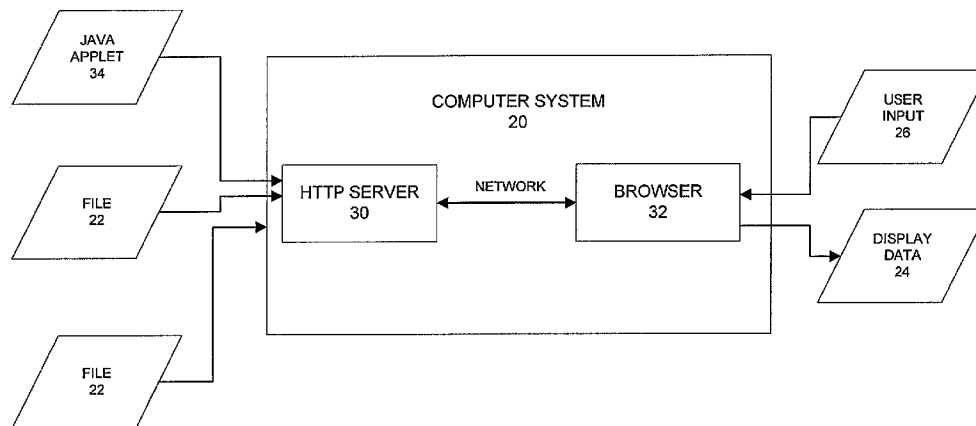 JAVA
APPLET
34
COMPUTER SYSTEM
20
USER
INPUT
26
HTTP SERVER
30
NETWORK
BROWSER
32
FILE
22
DISPLAY
DATA
24
FILE
22